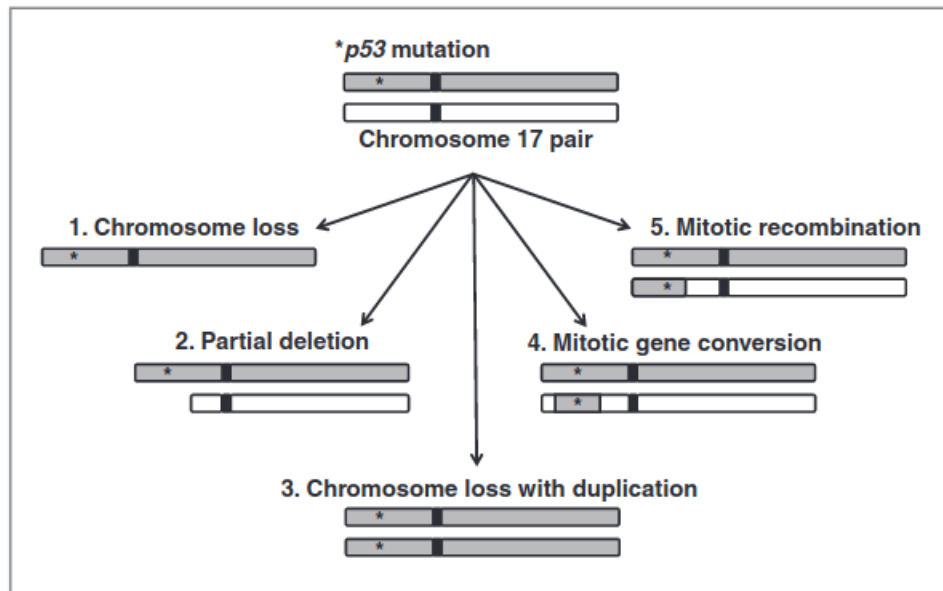 *p53 mutation
*
Chromosome 17 pair
1. Chromosome loss
*
5. Mitotic recombination
*
*
2. Partial deletion
*
4. Mitotic gene conversion
*
*
3. Chromosome loss with duplication
*
*